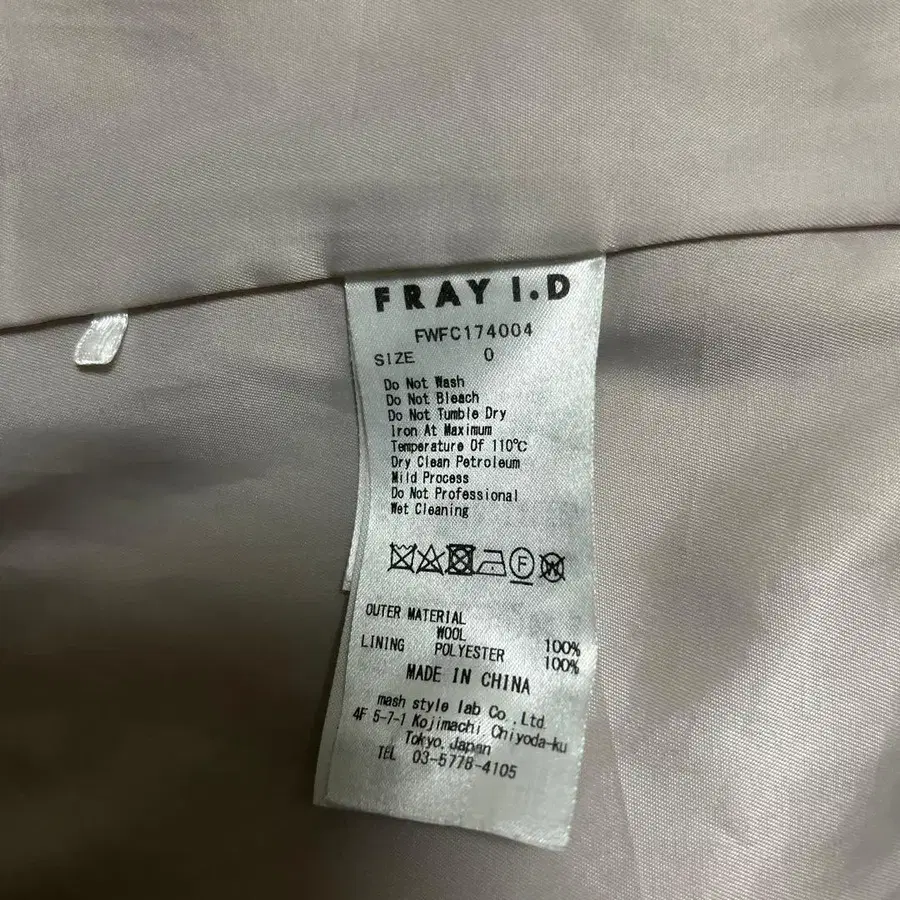 FRAY I.D
FWFC174004
SIZE 0
Do Not Wash
Do Not Bleach
Do Not Tumble Dry
Iron At Maximum
Temperature Of 110℃
Dry Clean Petroleum
Mild Process
Do Not Professional
Wet Cleaning
F W
OUTER MATERIAL
WOOL 100%
LINING POLYESTER 100%
MADE IN CHINA
mash style lab Co.,Ltd
4F 5-7-1 Kojimachi Chiyoda-ku
Tokyo,Japan
TEL 03-5778-4105